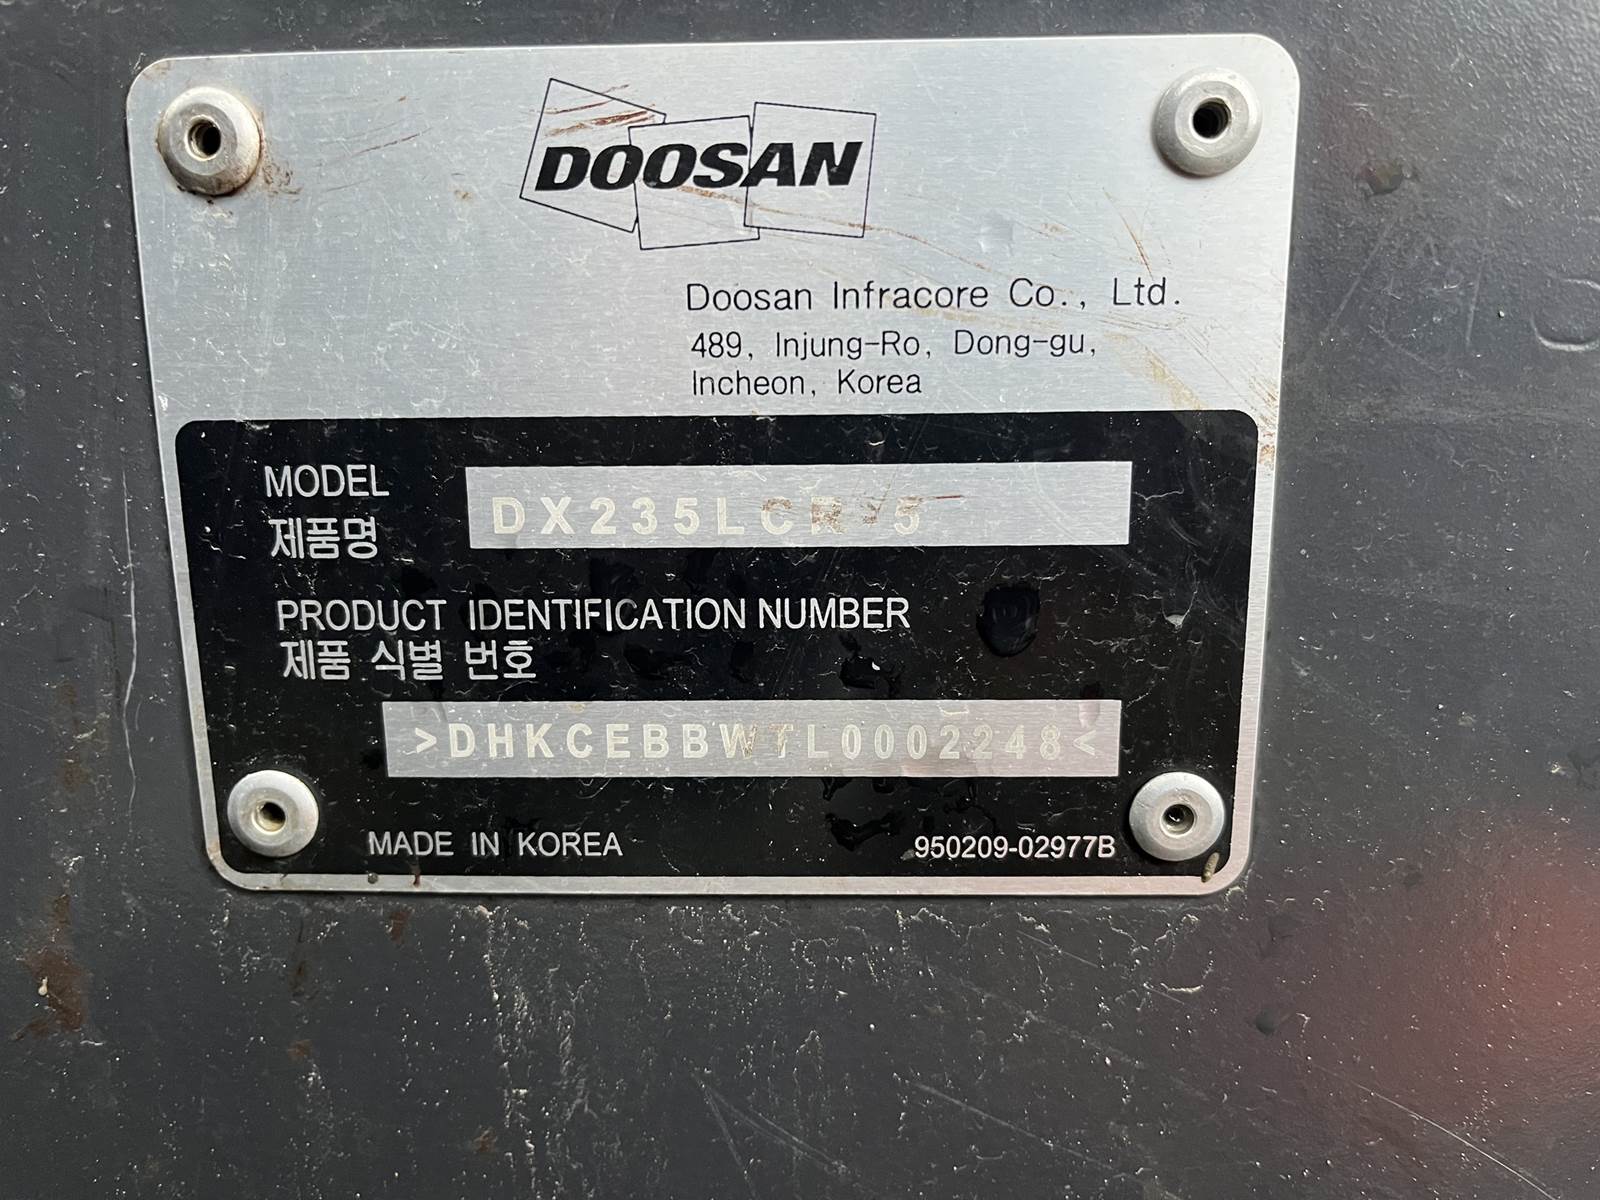 DOOSAN
Doosan Infracore Co., Ltd.
489, Injung-Ro, Dong-gu,
Incheon, Korea
MODEL
제품명
DX235LCR-5
PRODUCT IDENTIFICATION NUMBER
제품 식별 번호
>DHKCEBBWTL0002248<
MADE IN KOREA
950209-02977B